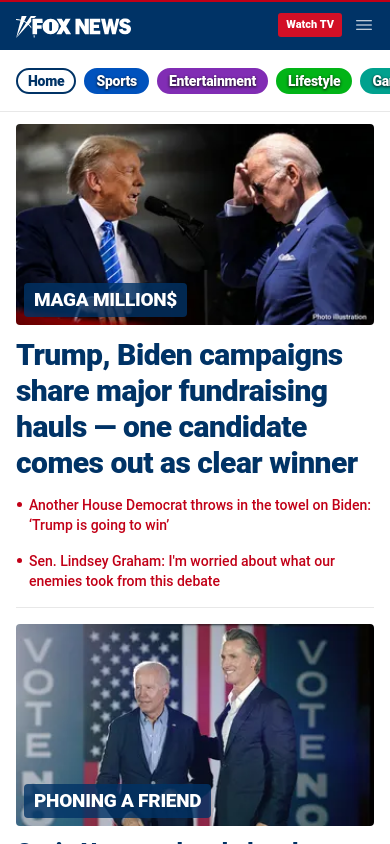 FOX NEWS
Watch TV
Home
Sports
Entertainment
Lifestyle
MAGA MILLION$
Photo illustration
Trump, Biden campaigns
share major fundraising
hauls — one candidate
comes out as clear winner
• Another House Democrat throws in the towel on Biden:
‘Trump is going to win’
• Sen. Lindsey Graham: I'm worried about what our
enemies took from this debate
VOTE NO
VOTE NO
PHONING A FRIEND